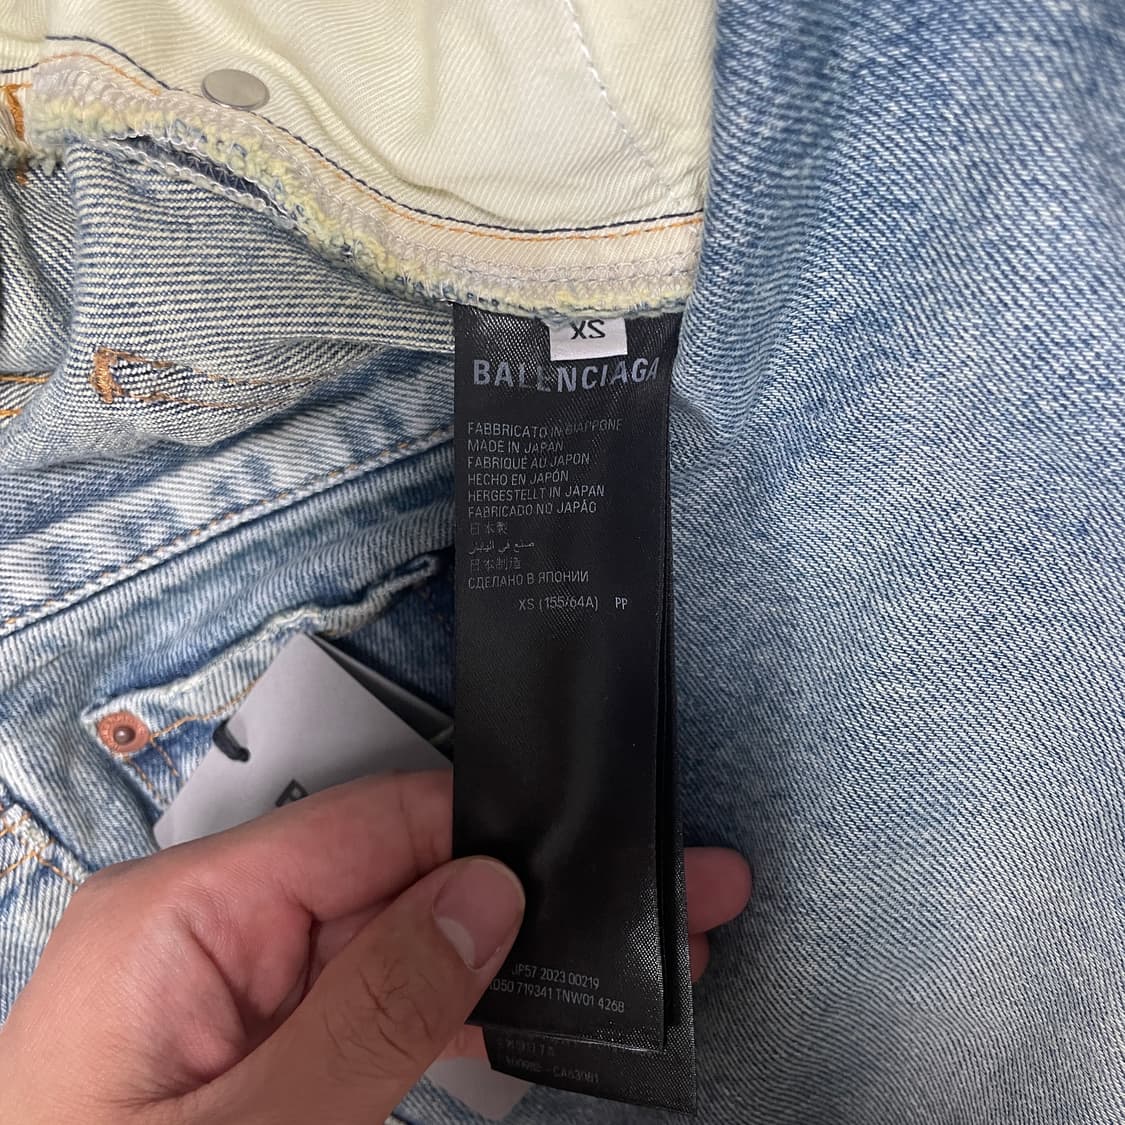 XS
BALENCIAGA
FABBRICATO IN GIAPPONE
MADE IN JAPAN
FABRIQUÉ AU JAPON
HECHO EN JAPÓN
HERGESTELLT IN JAPAN
FABRICADO NO JAPÃO
日本製
صنع في اليابان
日本制造
СДЕЛАНО В ЯПОНИИ
XS (155/64A) PP
JP57 2023 00219
ID50 719341 TNW01 4268
CA63081